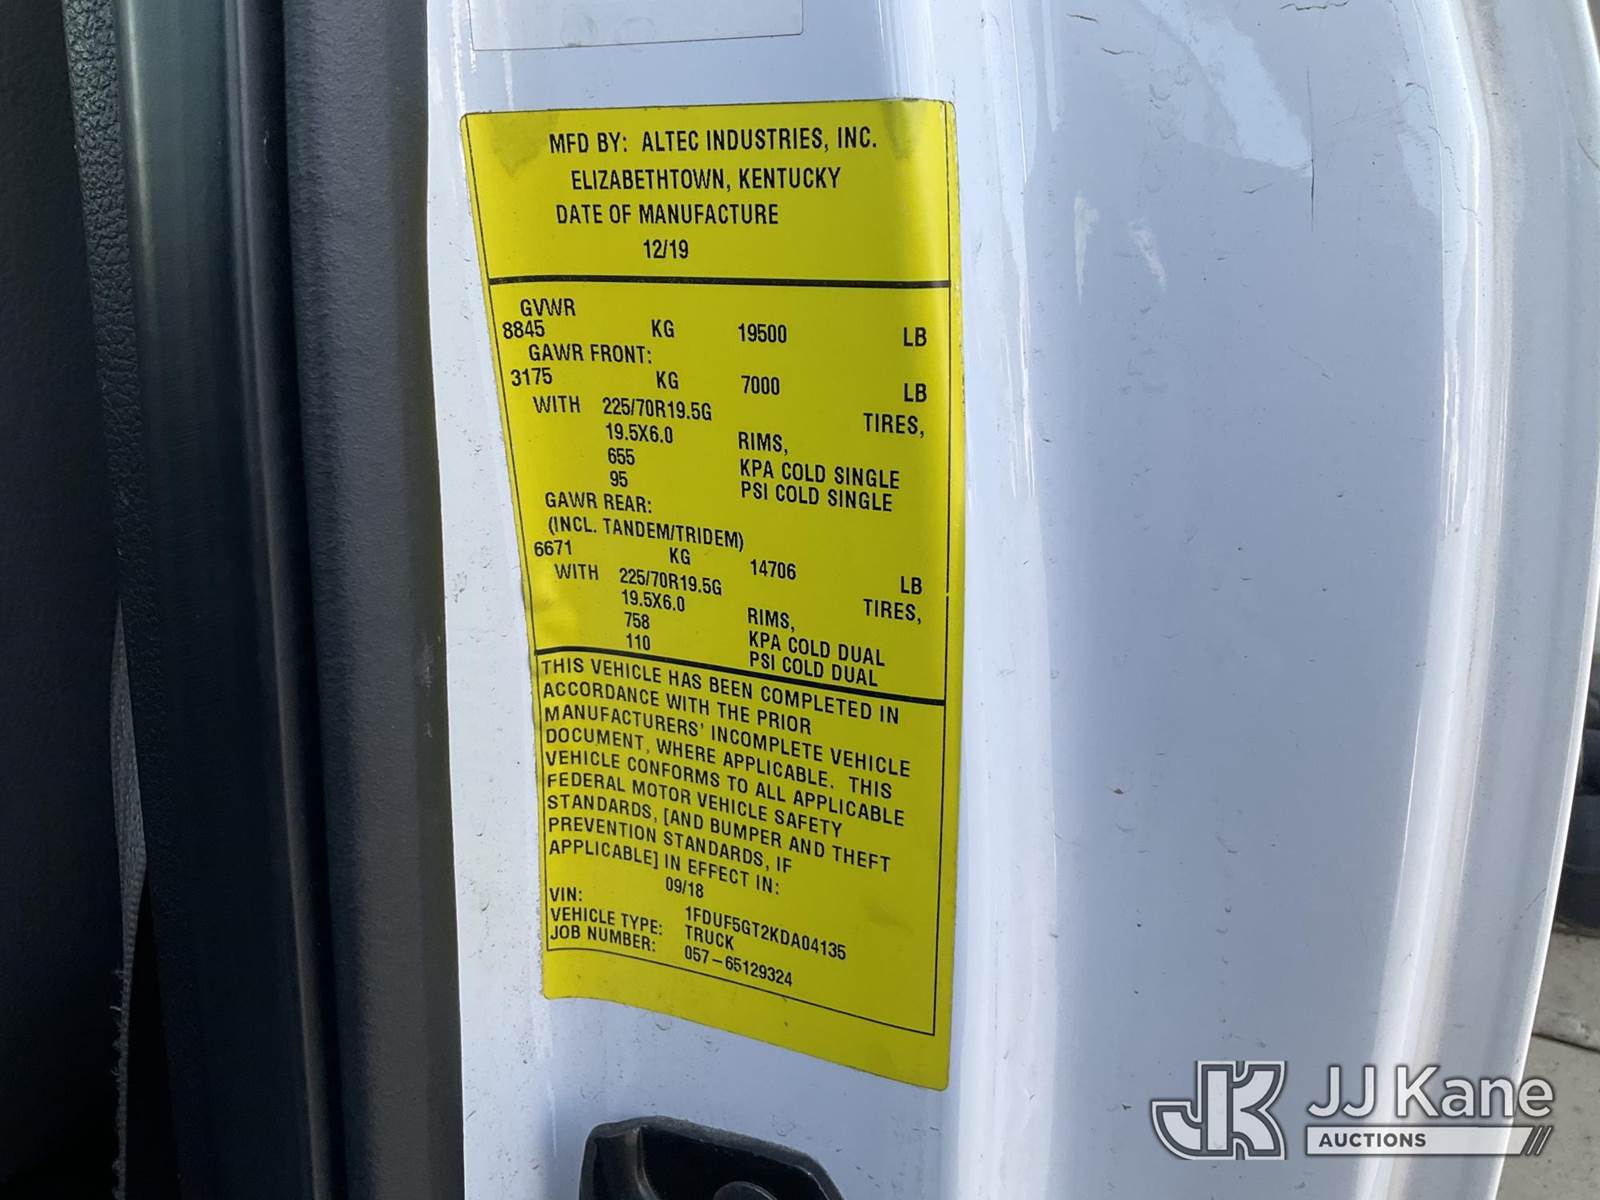 MFD BY: ALTEC INDUSTRIES, INC.
ELIZABETHTOWN, KENTUCKY
DATE OF MANUFACTURE
12/19
GVWR
8845 KG 19500 LB
GAWR FRONT:
3175 KG 7000 LB
WITH 225/70R19.5G TIRES,
19.5X6.0 RIMS,
655 KPA COLD SINGLE
95 PSI COLD SINGLE
GAWR REAR:
(INCL. TANDEM/TRIDEM)
6671 KG 14706 LB
WITH 225/70R19.5G TIRES,
19.5X6.0 RIMS,
758 KPA COLD DUAL
110 PSI COLD DUAL
THIS VEHICLE HAS BEEN COMPLETED IN
ACCORDANCE WITH THE PRIOR
MANUFACTURERS' INCOMPLETE VEHICLE
DOCUMENT, WHERE APPLICABLE. THIS
VEHICLE CONFORMS TO ALL APPLICABLE
FEDERAL MOTOR VEHICLE SAFETY
STANDARDS, [AND BUMPER AND THEFT
PREVENTION STANDARDS, IF
APPLICABLE] IN EFFECT IN:
09/18
VIN: 1FDUF5GT2KDA04135
VEHICLE TYPE: TRUCK
JOB NUMBER: 057-65129324
JK JJ Kane
AUCTIONS